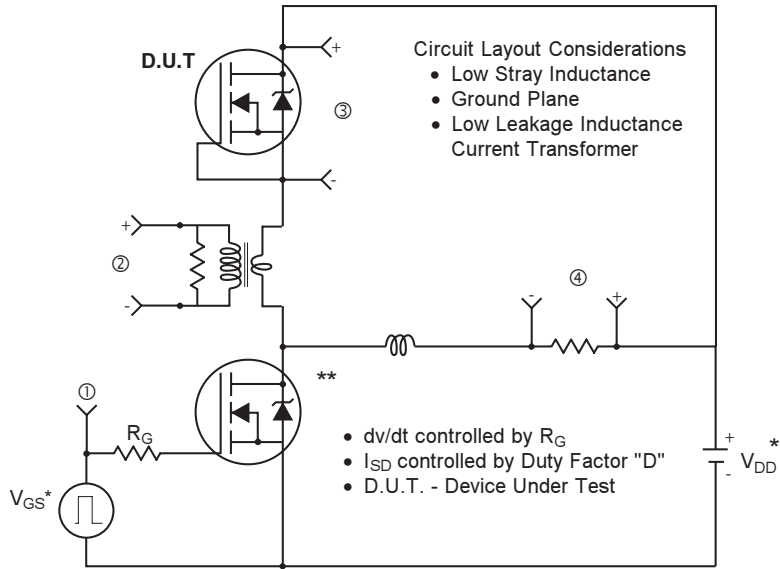 D.U.T
+
③
-
Circuit Layout Considerations
• Low Stray Inductance
• Ground Plane
• Low Leakage Inductance
Current Transformer
+
②
-
④
-
+
**
①
RG
VGS*
• dv/dt controlled by RG
• ISD controlled by Duty Factor "D"
• D.U.T. - Device Under Test
+
VDD*
-